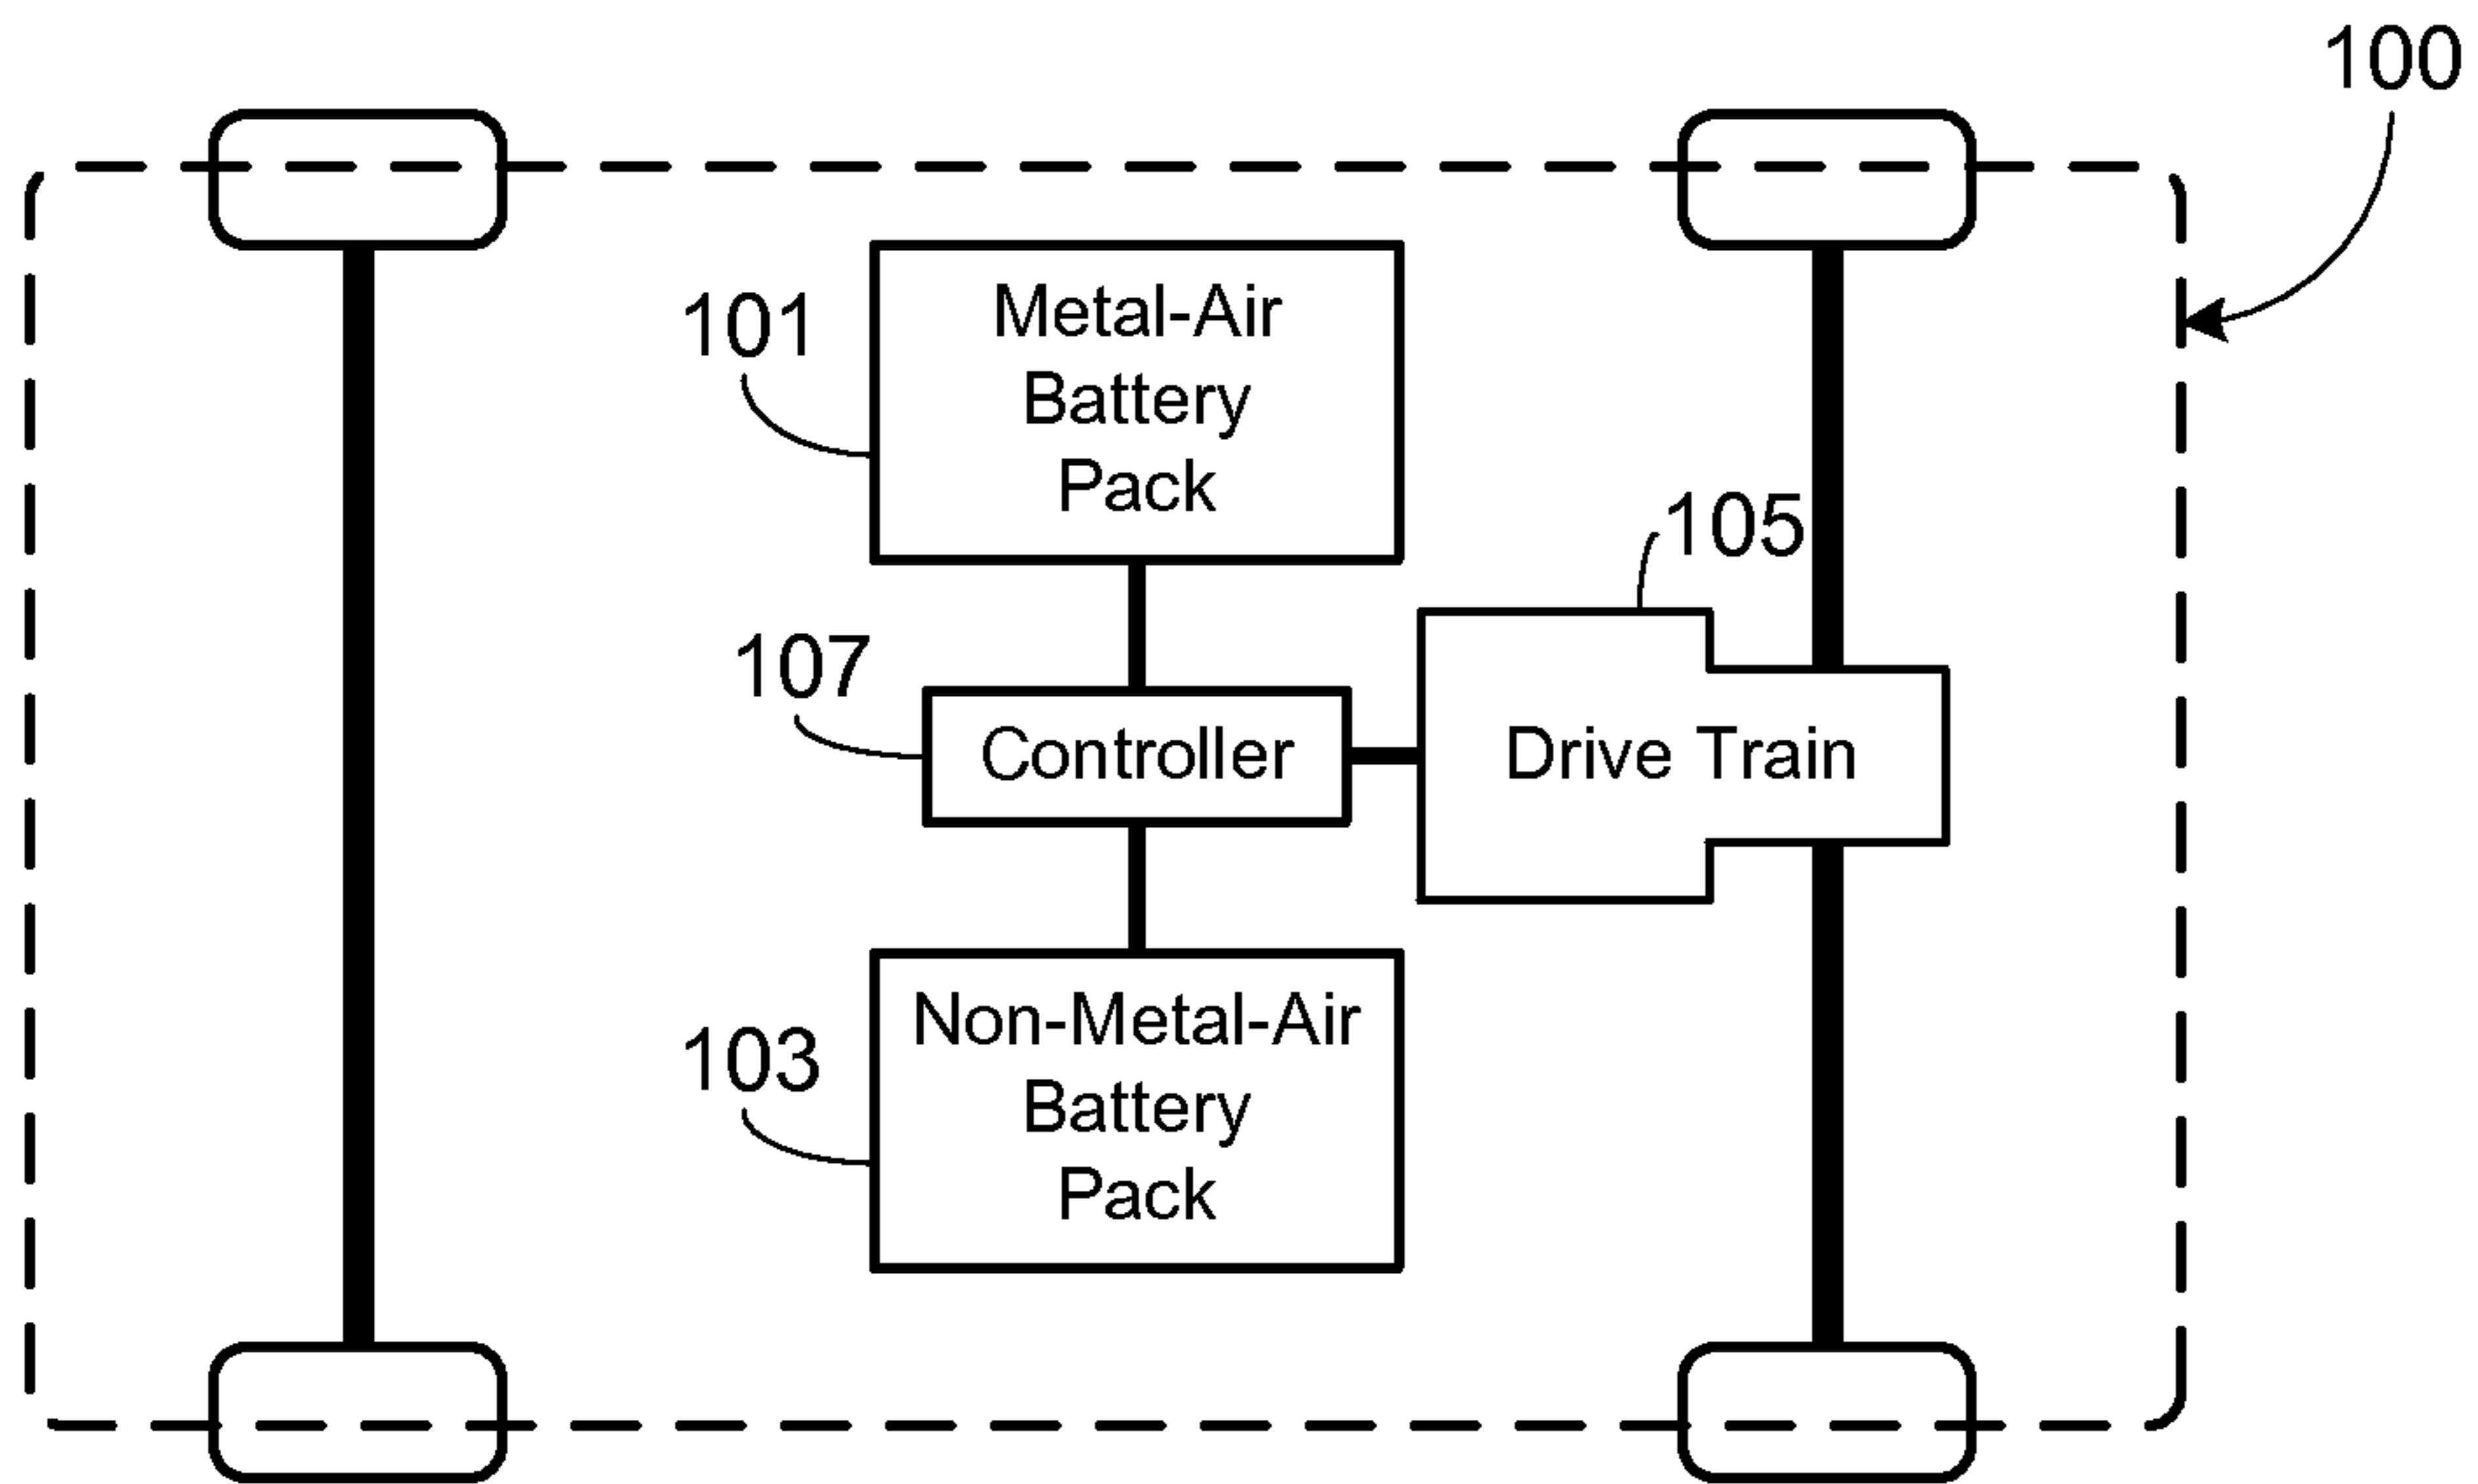 100
101
Metal-Air
Battery
Pack
105
107
Controller
Drive Train
103
Non-Metal-Air
Battery
Pack